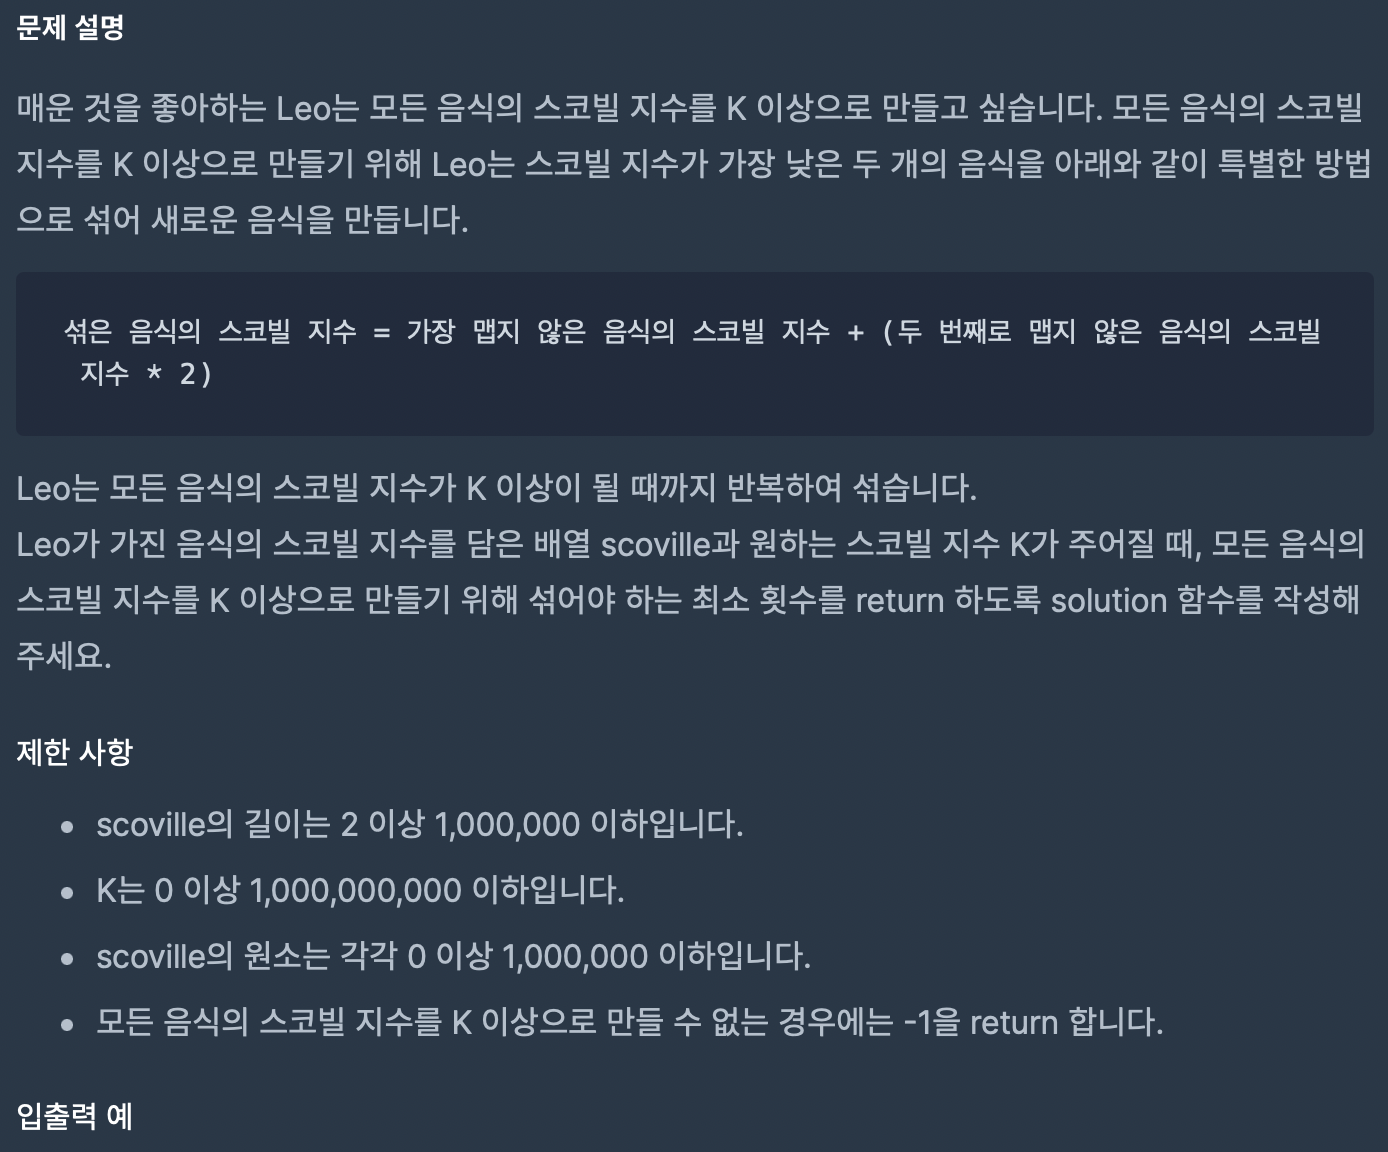 문제 설명
매운 것을 좋아하는 Leo는 모든 음식의 스코빌 지수를 K 이상으로 만들고 싶습니다. 모든 음식의 스코빌
지수를 K 이상으로 만들기 위해 Leo는 스코빌 지수가 가장 낮은 두 개의 음식을 아래와 같이 특별한 방법
으로 섞어 새로운 음식을 만듭니다.
섞은 음식의 스코빌 지수 = 가장 맵지 않은 음식의 스코빌 지수 + (두 번째로 맵지 않은 음식의 스코빌
지수 * 2)
Leo는 모든 음식의 스코빌 지수가 K 이상이 될 때까지 반복하여 섞습니다.
Leo가 가진 음식의 스코빌 지수를 담은 배열 scoville과 원하는 스코빌 지수 K가 주어질 때, 모든 음식의
스코빌 지수를 K 이상으로 만들기 위해 섞어야 하는 최소 횟수를 return 하도록 solution 함수를 작성해
주세요.
제한 사항
• scoville의 길이는 2 이상 1,000,000 이하입니다.
• K는 0 이상 1,000,000,000 이하입니다.
• scoville의 원소는 각각 0 이상 1,000,000 이하입니다.
• 모든 음식의 스코빌 지수를 K 이상으로 만들 수 없는 경우에는 -1을 return 합니다.
입출력 예